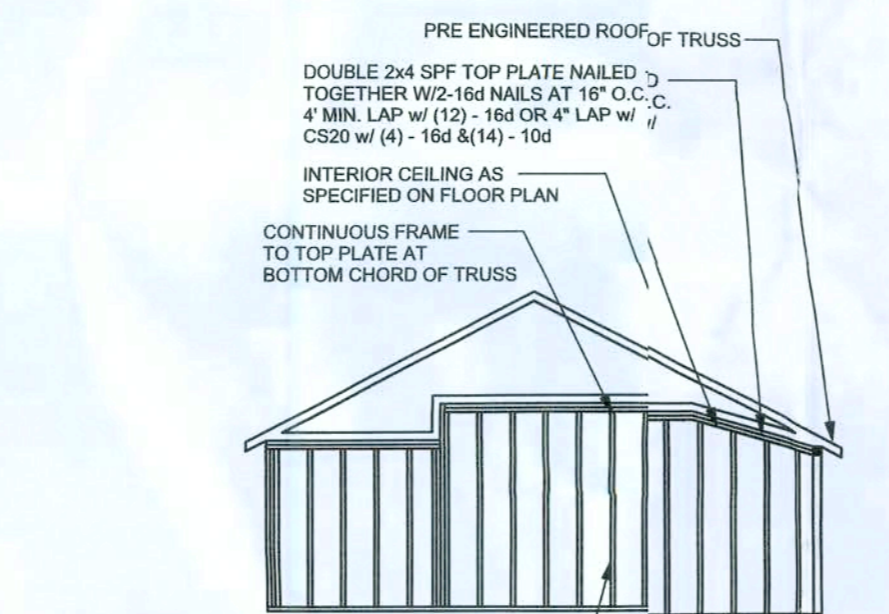 PRE ENGINEERED ROOF OF TRUSS
DOUBLE 2x4 SPF TOP PLATE NAILED D
TOGETHER W/2-16d NAILS AT 16" O.C. .C.
4' MIN. LAP w/ (12) - 16d OR 4" LAP w/ w/
CS20 w/ (4) - 16d &(14) - 10d
INTERIOR CEILING AS
SPECIFIED ON FLOOR PLAN
CONTINUOUS FRAME
TO TOP PLATE AT
BOTTOM CHORD OF TRUSS